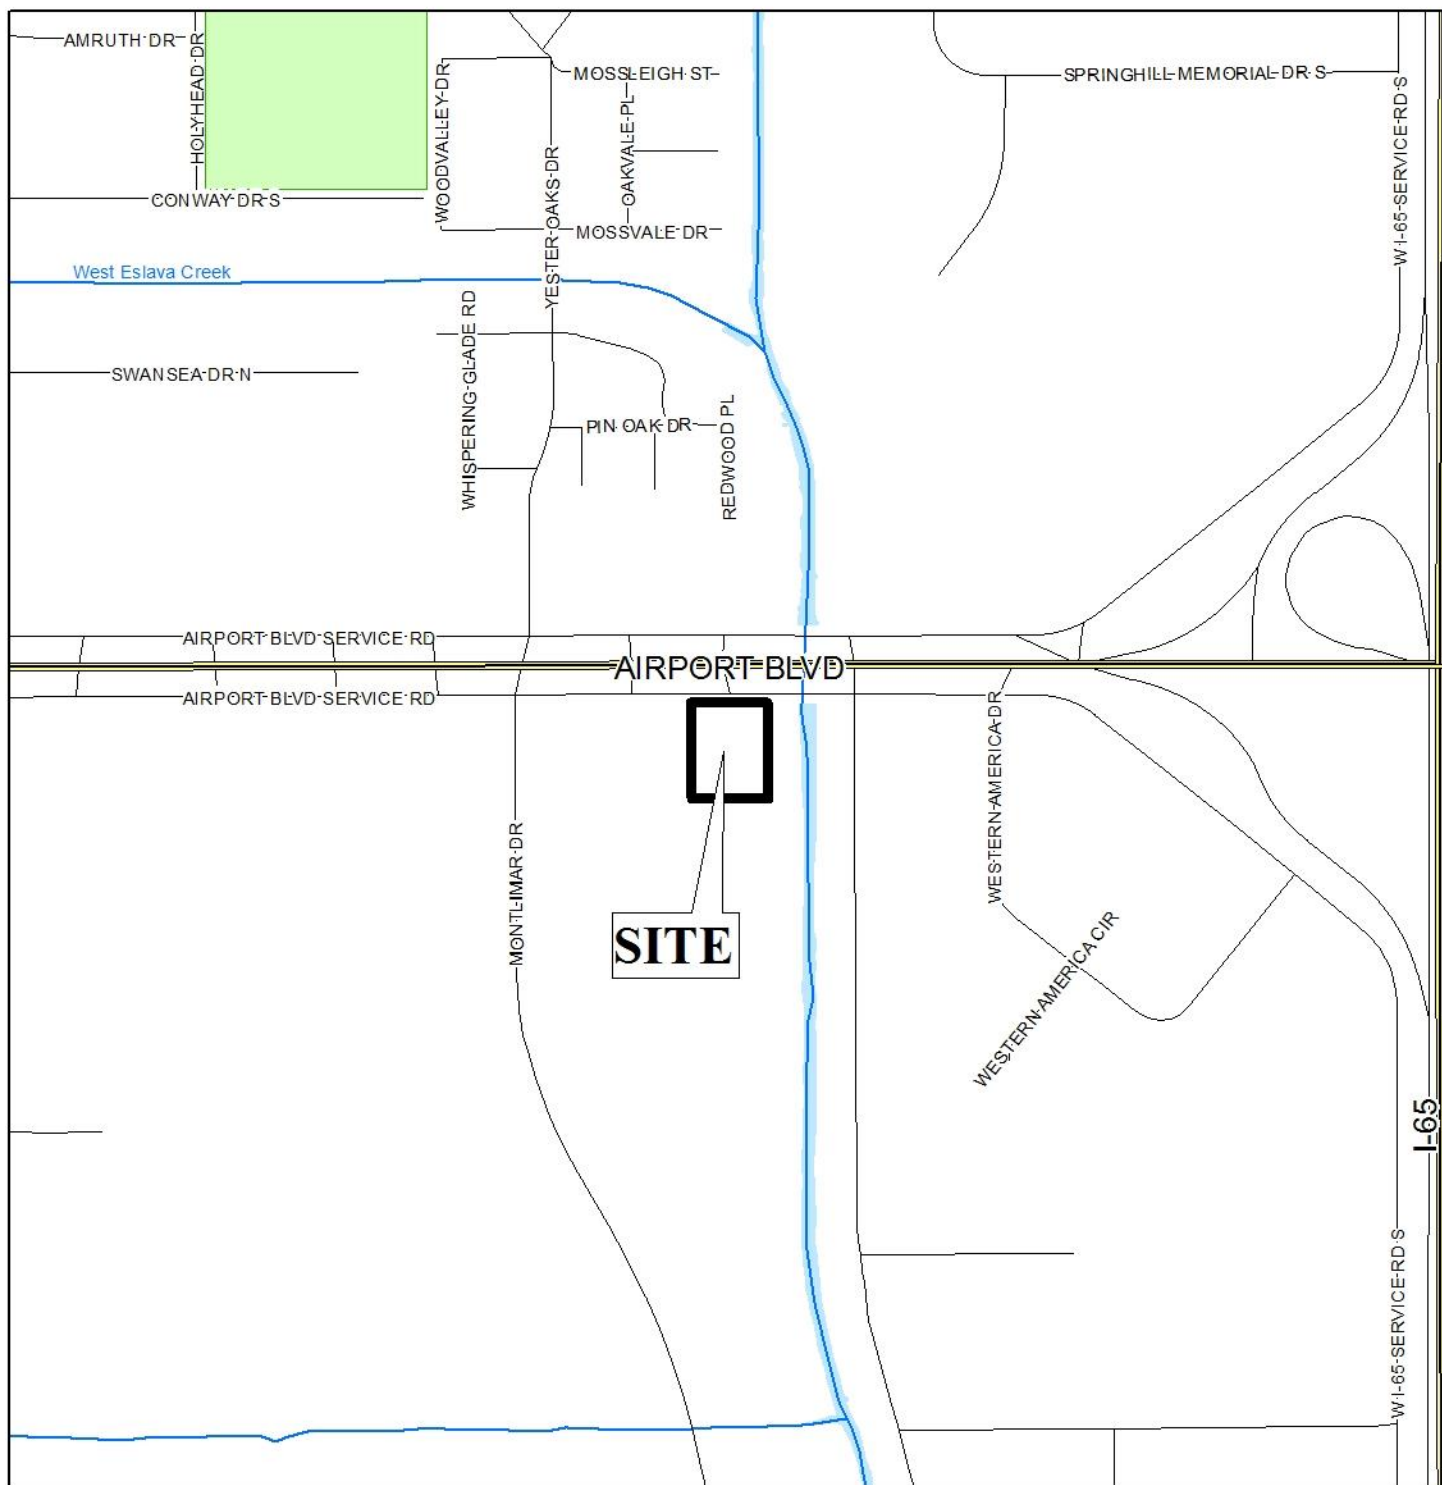 AMRUTH DR
HOLYHEAD DR
WOODVALLEY DR
MOSSLEIGH ST
SPRINGHILL MEMORIAL DR S
W I-65 SERVICE RD S
YESTER OAKS DR
OAKVALE PL
CONWAY DR S
MOSSVALE DR
West Eslava Creek
WHISPERING GLADE RD
SWANSEA DR N
PIN OAK DR
REDWOOD PL
AIRPORT BLVD SERVICE RD
AIRPORT BLVD
AIRPORT BLVD SERVICE RD
WESTERN AMERICA DR
MONTLIMAR DR
SITE
WESTERN AMERICA CIR
I-65
W I-65 SERVICE RD S